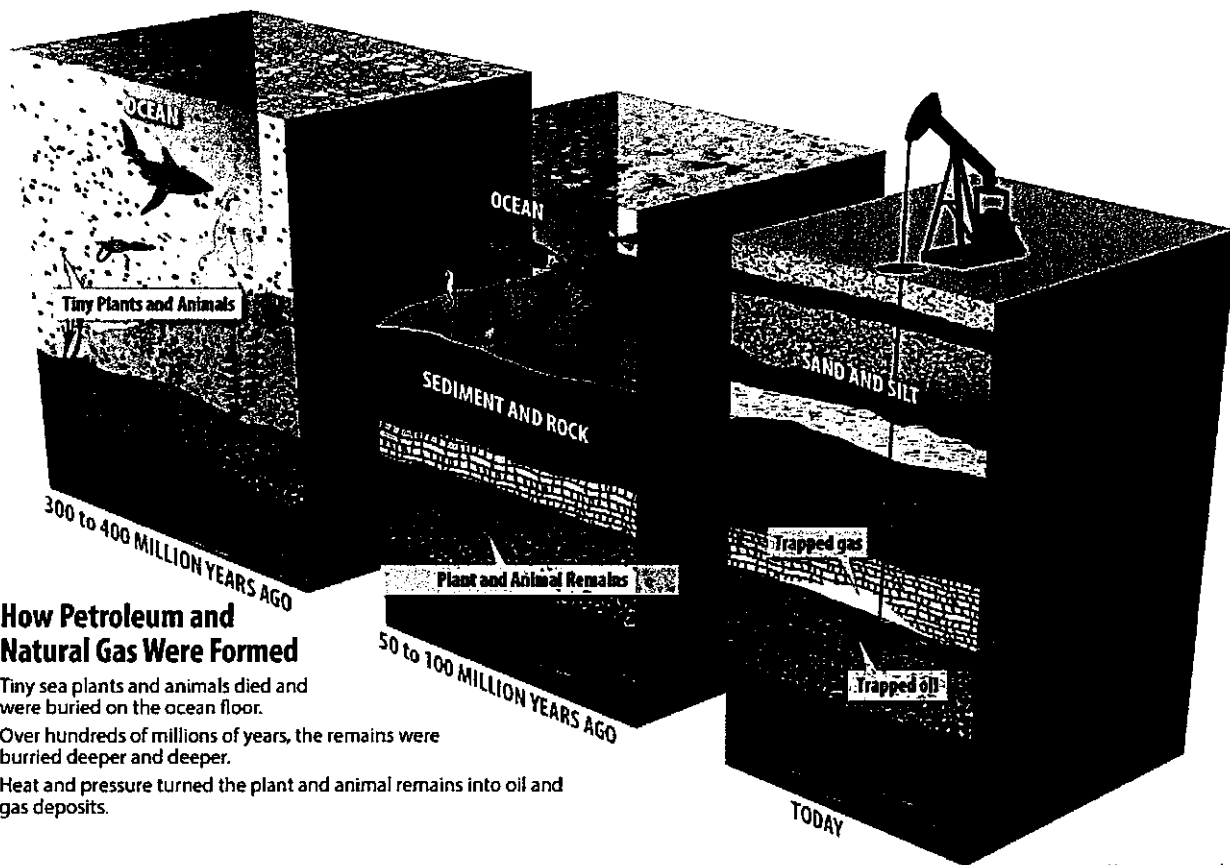 OCEAN
Tiny Plants and Animals
300 to 400 MILLION YEARS AGO
OCEAN
SEDIMENT AND ROCK
Plant and Animal Remains
50 to 100 MILLION YEARS AGO
SAND AND SILT
Trapped gas
Trapped oil
TODAY
How Petroleum and
Natural Gas Were Formed
Tiny sea plants and animals died and
were buried on the ocean floor.
Over hundreds of millions of years, the remains were
burried deeper and deeper.
Heat and pressure turned the plant and animal remains into oil and
gas deposits.